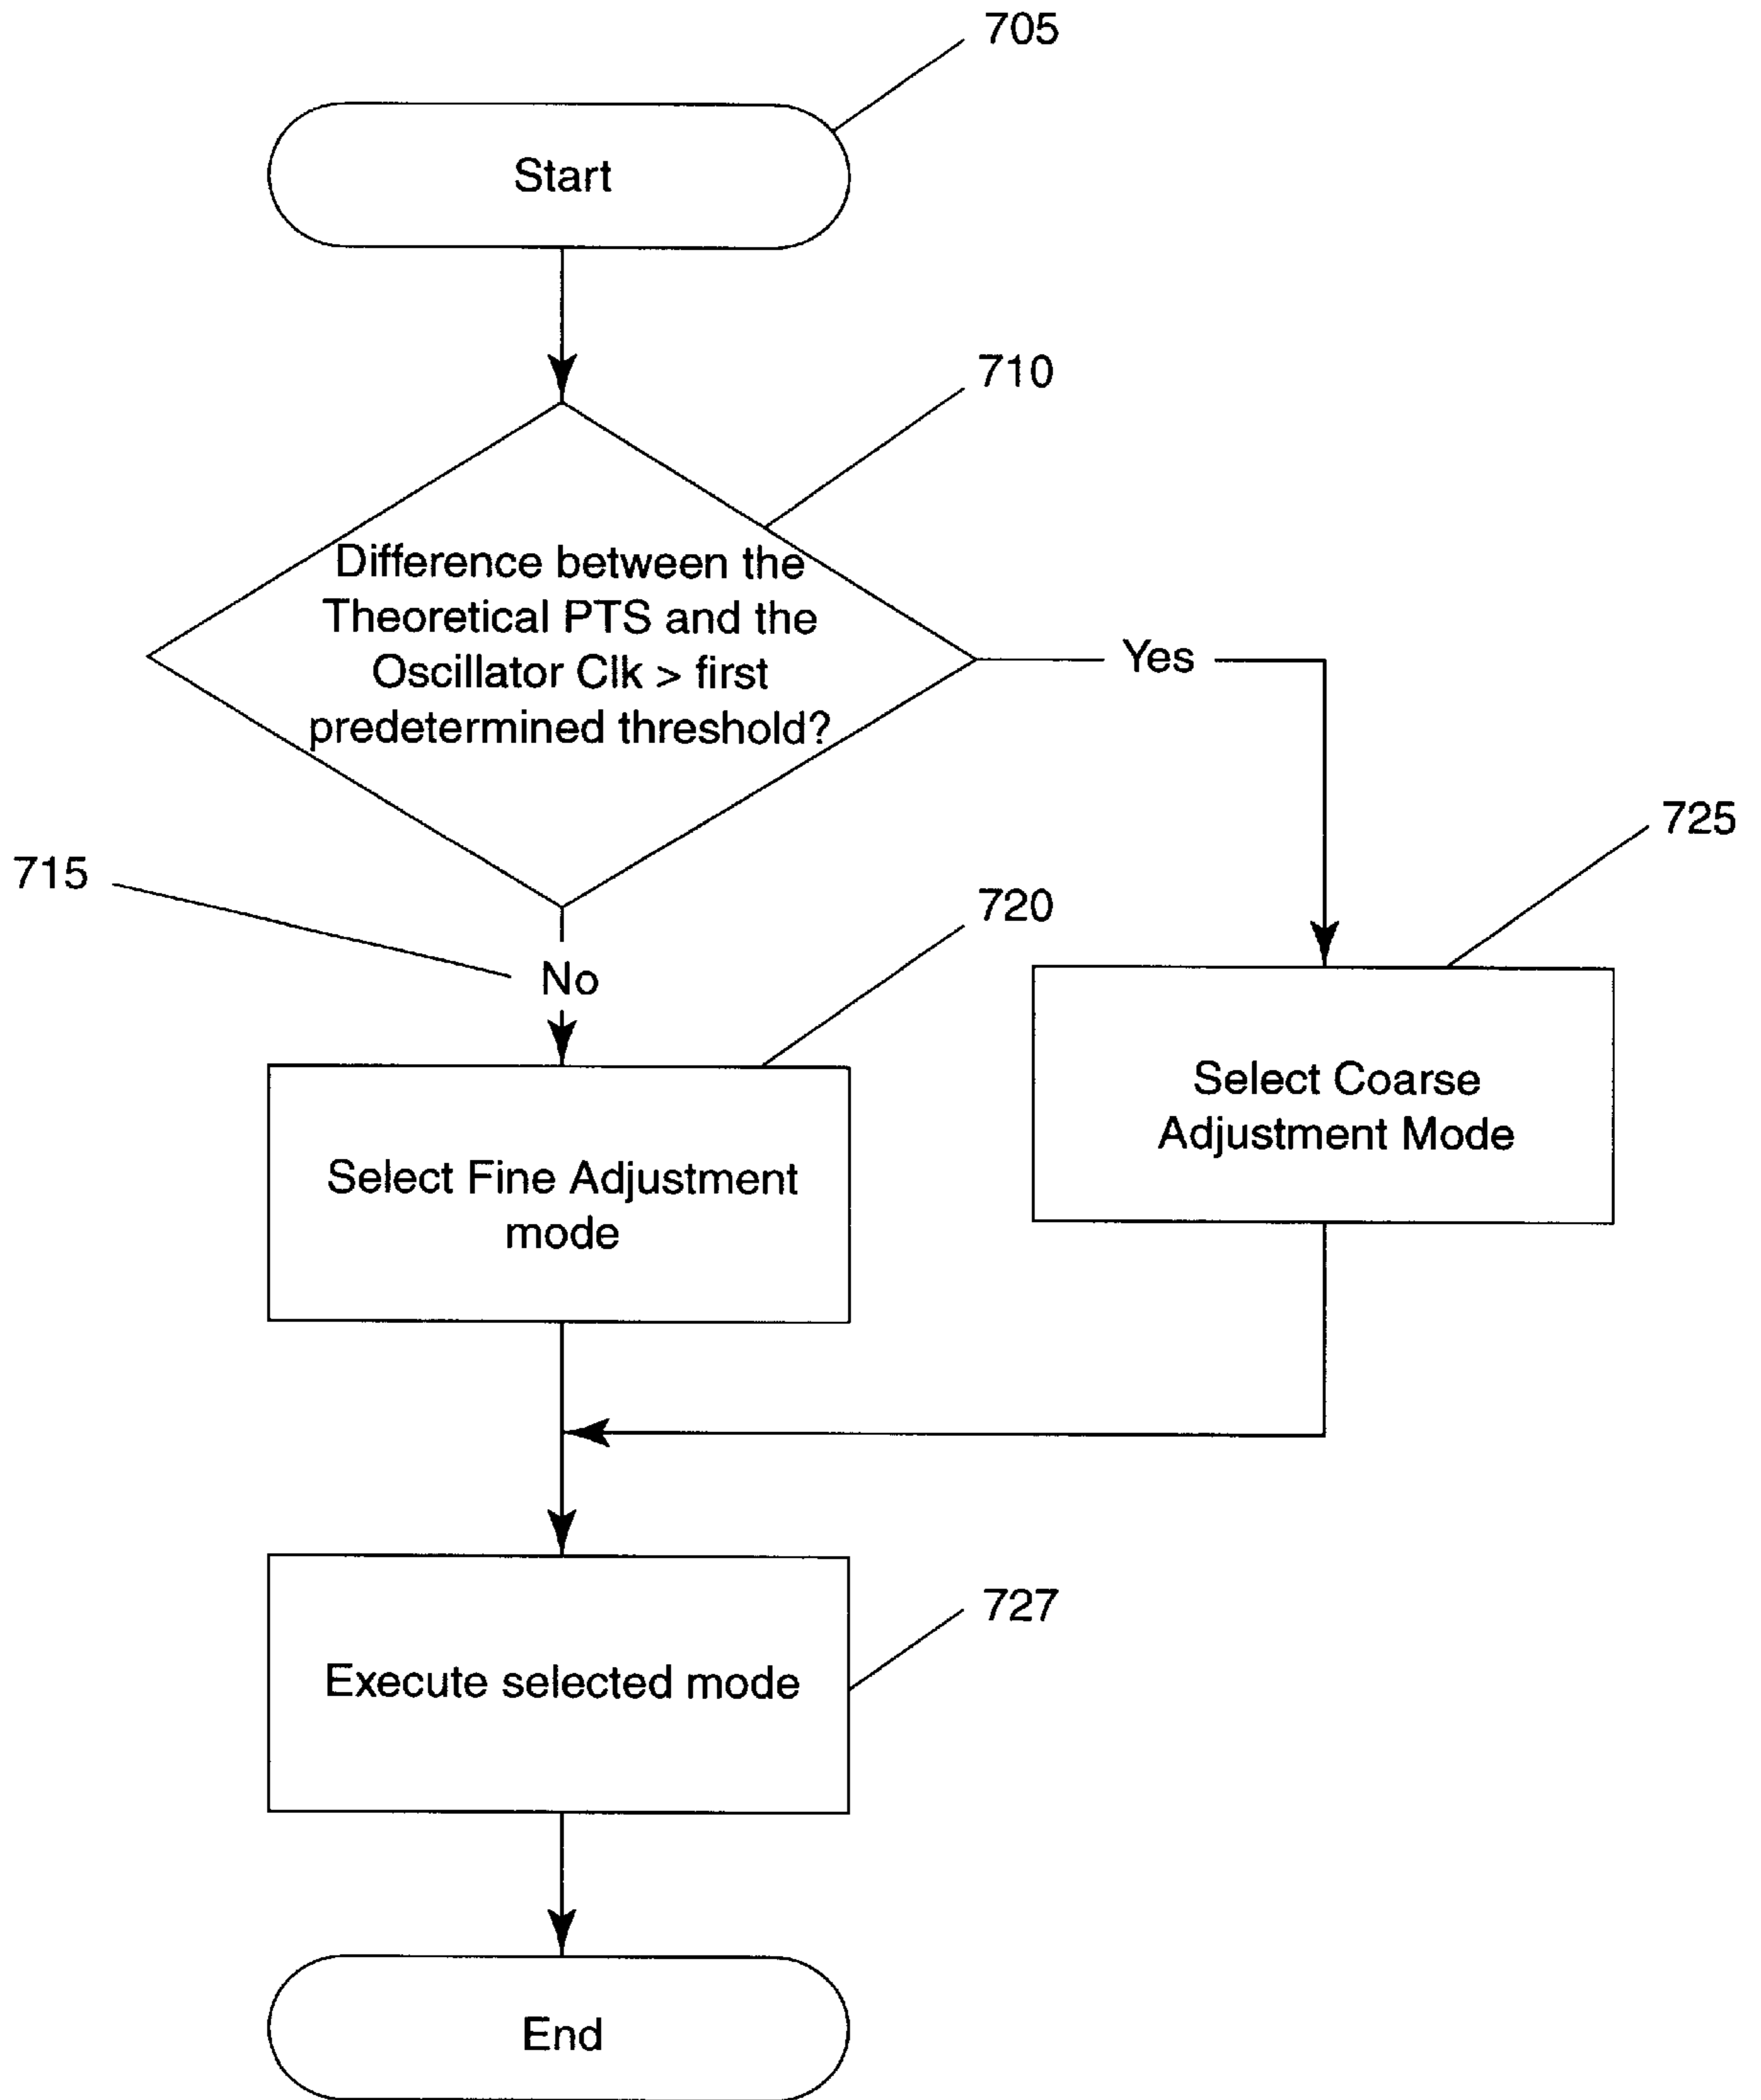 705
Start
710
Difference between the
Theoretical PTS and the
Oscillator Clk > first
predetermined threshold?
Yes
725
715
720
No
Select Coarse
Adjustment Mode
Select Fine Adjustment
mode
727
Execute selected mode
End